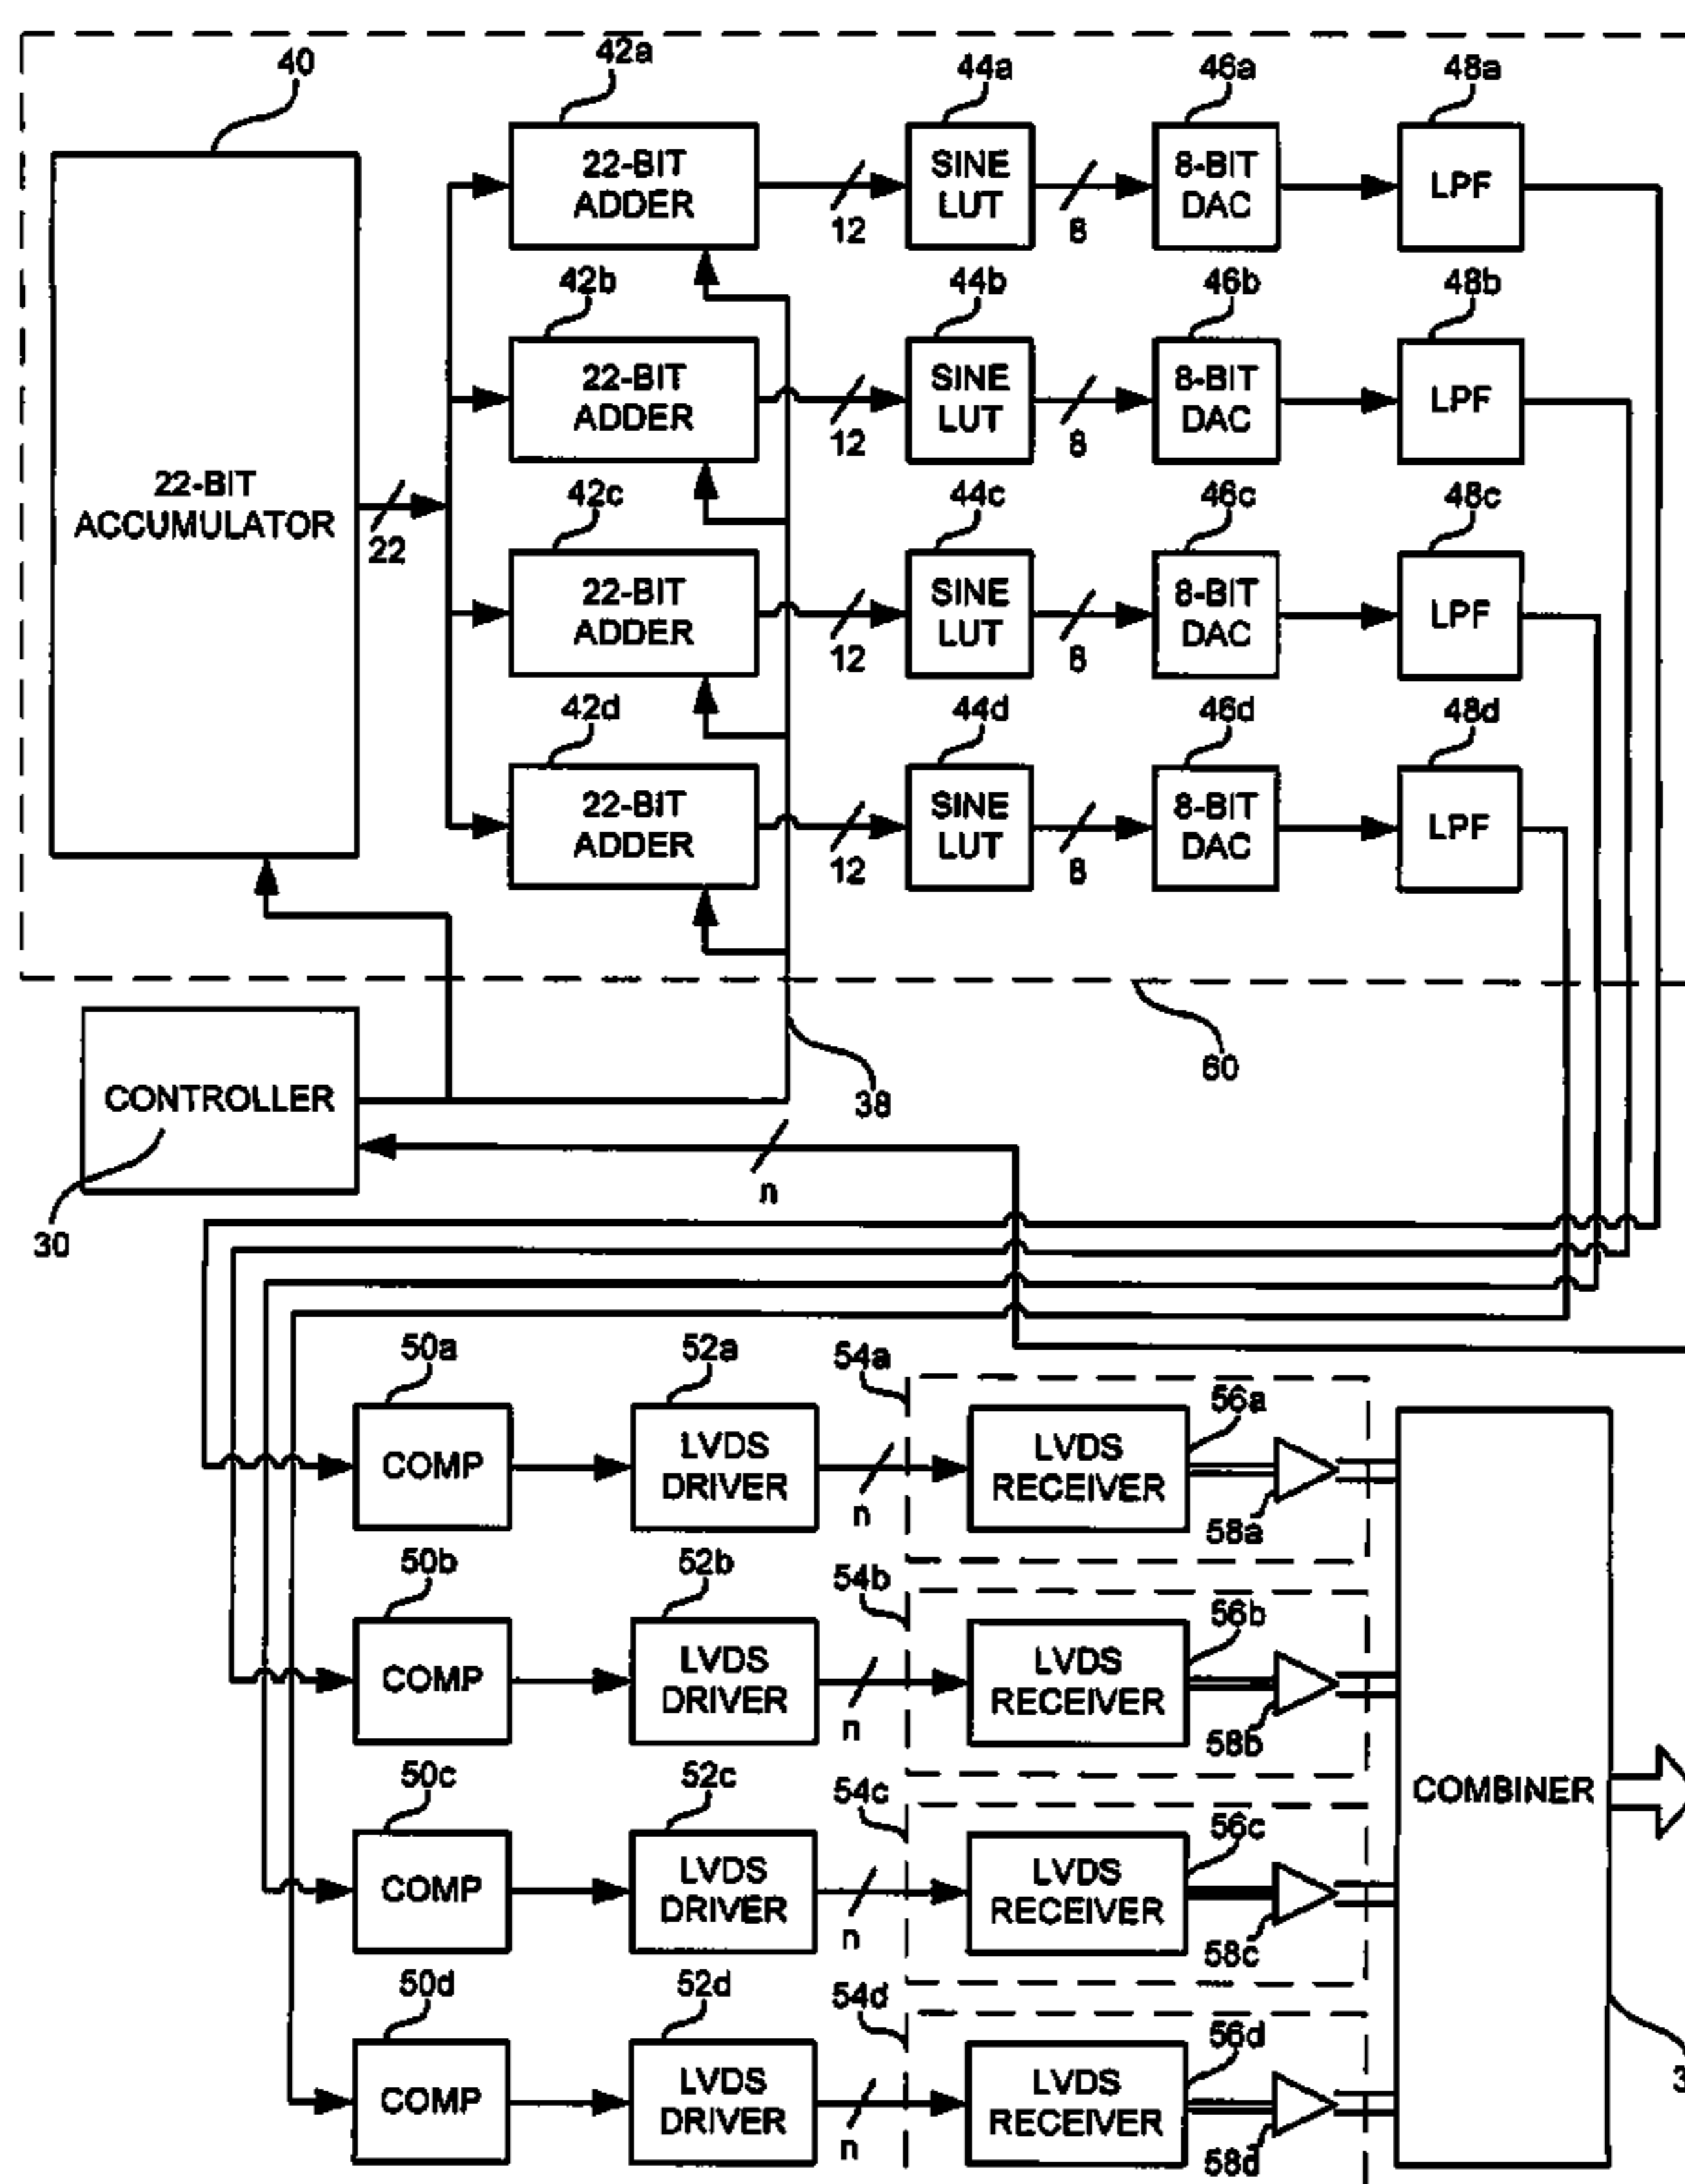 40
42a
44a
46a
48a
22-BIT
ADDER
12
SINE
LUT
8
8-BIT
DAC
LPF
42b
44b
46b
48b
22-BIT
ADDER
12
SINE
LUT
8
8-BIT
DAC
LPF
22-BIT
ACCUMULATOR
22
42c
44c
46c
48c
22-BIT
ADDER
12
SINE
LUT
8
8-BIT
DAC
LPF
42d
44d
46d
48d
22-BIT
ADDER
12
SINE
LUT
8
8-BIT
DAC
LPF
60
CONTROLLER
38
n
30
50a
52a
54a
56a
COMP
LVDS
DRIVER
n
LVDS
RECEIVER
58a
50b
52b
54b
56b
COMP
LVDS
DRIVER
n
LVDS
RECEIVER
58b
50c
52c
54c
56c
COMBINER
COMP
LVDS
DRIVER
n
LVDS
RECEIVER
58c
50d
52d
54d
56d
3
COMP
LVDS
DRIVER
n
LVDS
RECEIVER
58d